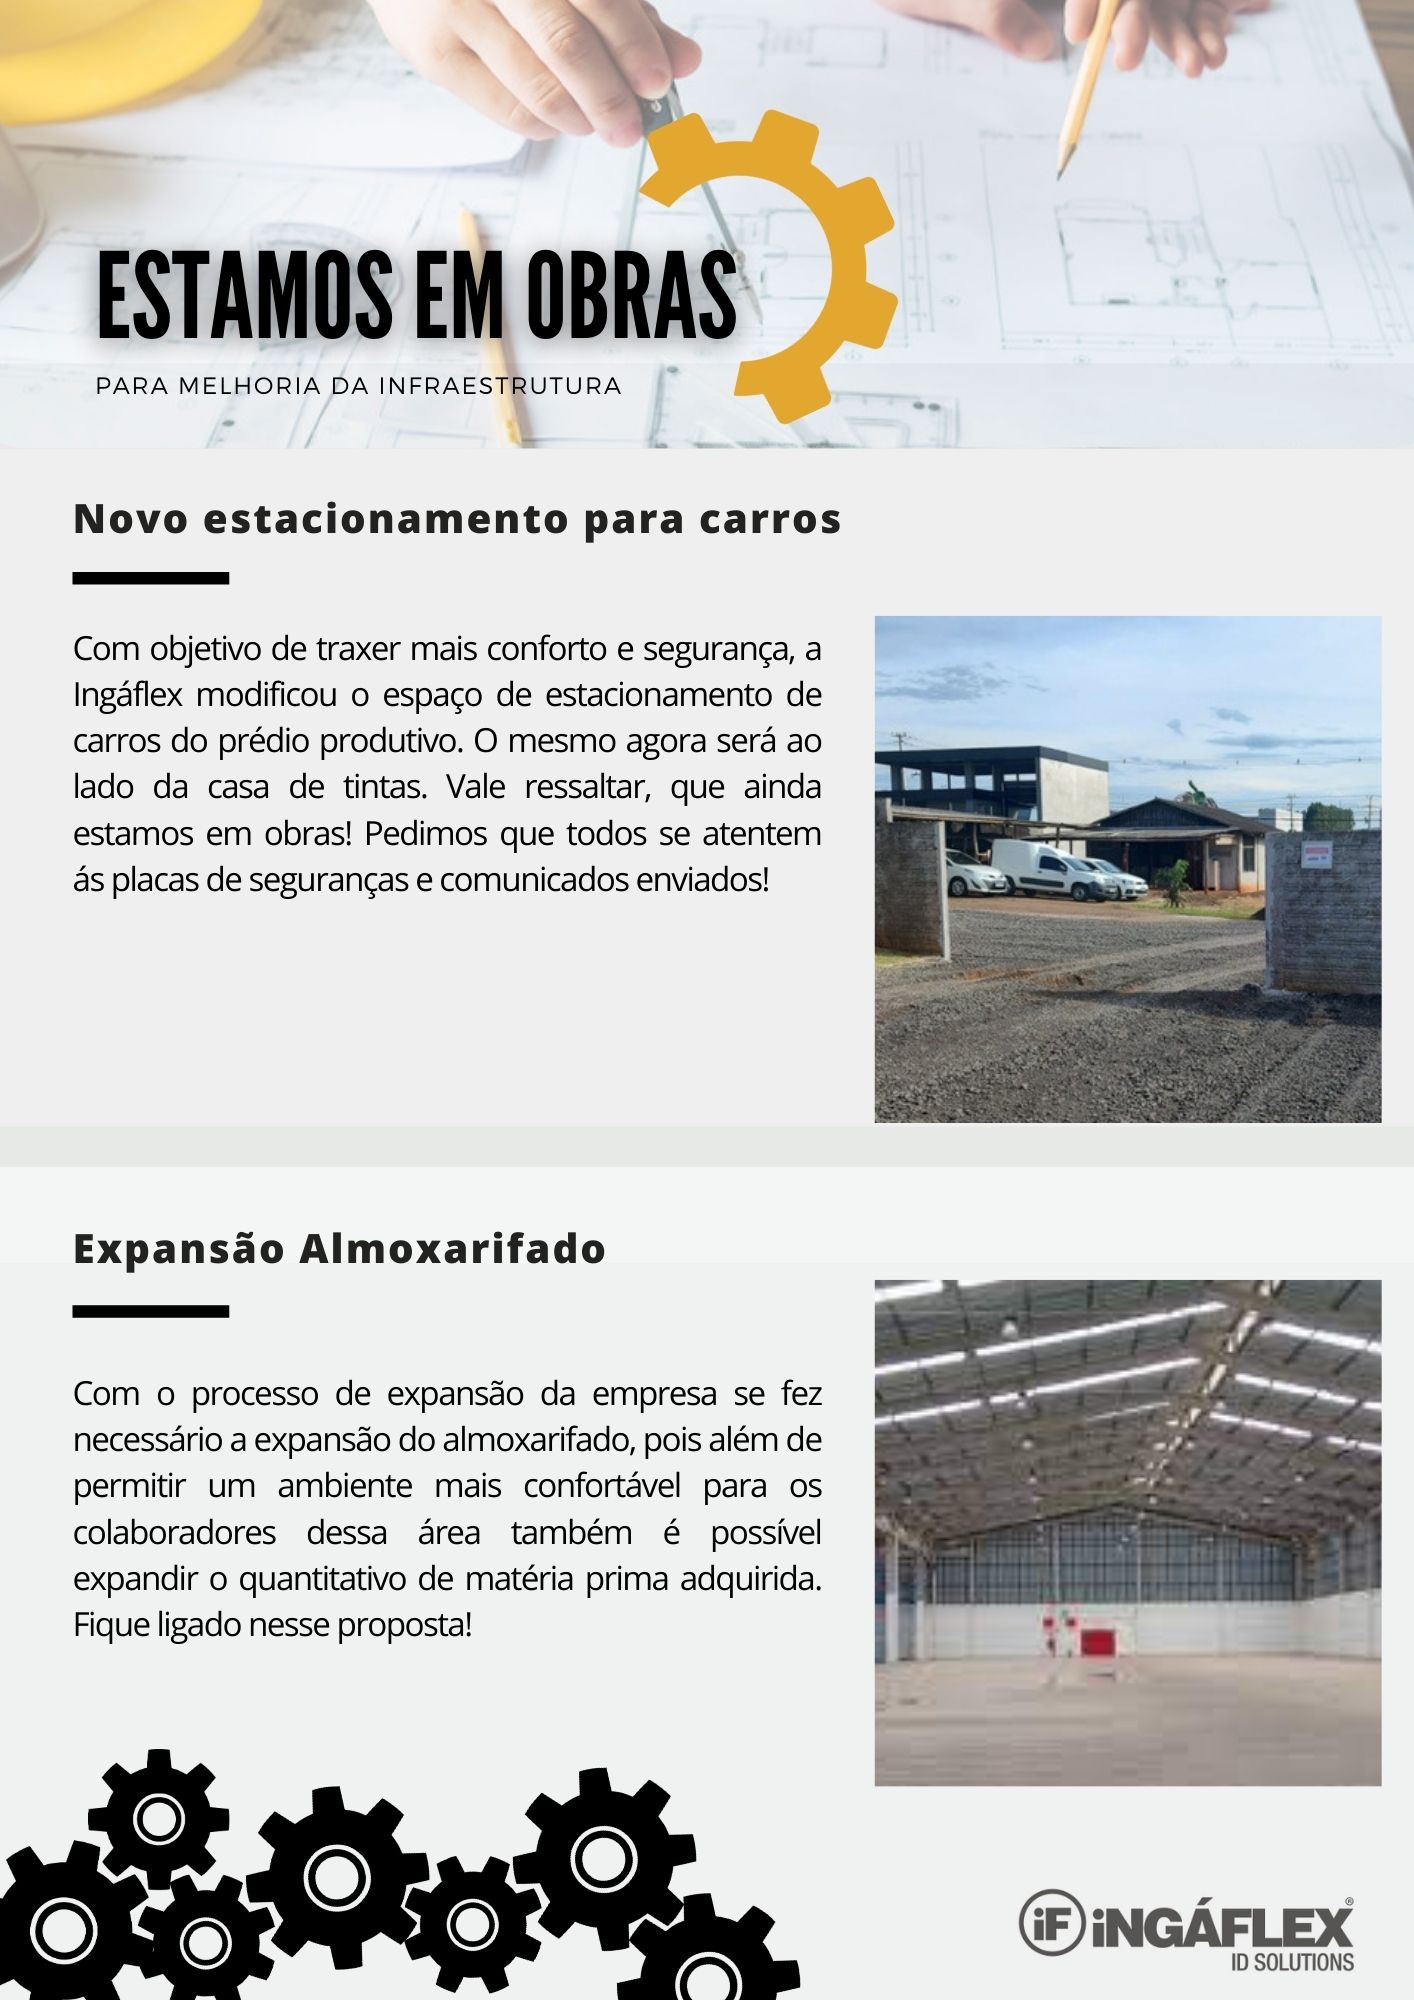 ESTAMOS EM OBRAS
PARA MELHORIA DA INFRAESTRUTURA
Novo estacionamento para carros
Com objetivo de traxer mais conforto e segurança, a
Ingáflex modificou o espaço de estacionamento de
carros do prédio produtivo. O mesmo agora será ao
lado da casa de tintas. Vale ressaltar, que ainda
estamos em obras! Pedimos que todos se atentem
ás placas de seguranças e comunicados enviados!
Expansão Almoxarifado
Com o processo de expansão da empresa se fez
necessário a expansão do almoxarifado, pois além de
permitir um ambiente mais confortável para os
colaboradores dessa área também é possível
expandir o quantitativo de matéria prima adquirida.
Fique ligado nesse proposta!
iF iNGÁFLEX®
ID SOLUTIONS